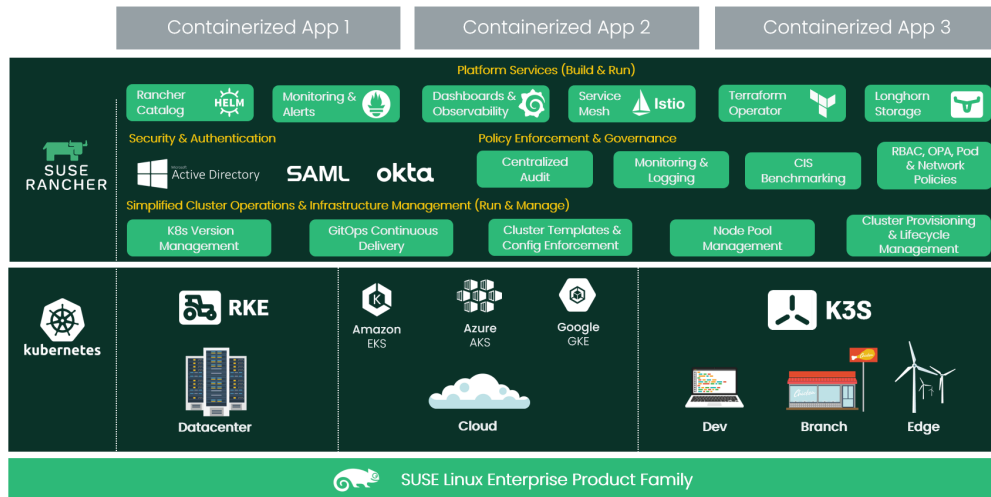 Containerized App 1
Containerized App 2
Containerized App 3
Platform Services (Build & Run)
Rancher
Catalog
HELM
Monitoring &
Alerts
Dashboards &
Observability
Service
Mesh
Istio
Terraform
Operator
Longhorn
Storage
SUSE
RANCHER
Security & Authentication
Microsoft
Active Directory
SAML
okta
Policy Enforcement & Governance
Centralized
Audit
Monitoring &
Logging
CIS
Benchmarking
RBAC, OPA, Pod
& Network
Policies
Simplified Cluster Operations & Infrastructure Management (Run & Manage)
K8s Version
Management
GitOps Continuous
Delivery
Cluster Templates &
Config Enforcement
Node Pool
Management
Cluster Provisioning
& Lifecycle
Management
kubernetes
RKE
Datacenter
Amazon
EKS
Azure
AKS
Google
GKE
Cloud
K3S
Dev
Branch
Edge
SUSE Linux Enterprise Product Family